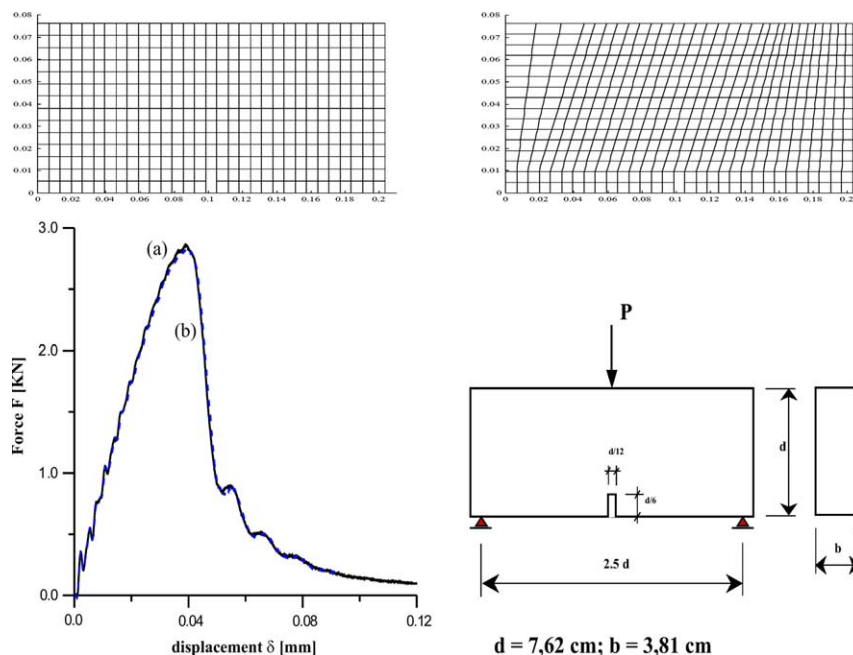 0.08
0.07
0.06
0.05
0.04
0.03
0.02
0.01
0
0 0.02 0.04 0.06 0.08 0.1 0.12 0.14 0.16 0.18 0.2
0.08
0.07
0.06
0.05
0.04
0.03
0.02
0.01
0
0 0.02 0.04 0.06 0.08 0.1 0.12 0.14 0.16 0.18 0.2
3.0
2.0
1.0
0.0
Force F [KN]
(a)
(b)
0.0 0.04 0.08 0.12
displacement δ [mm]
P
d/12
d/6
d
b
2.5 d
d = 7,62 cm; b = 3,81 cm